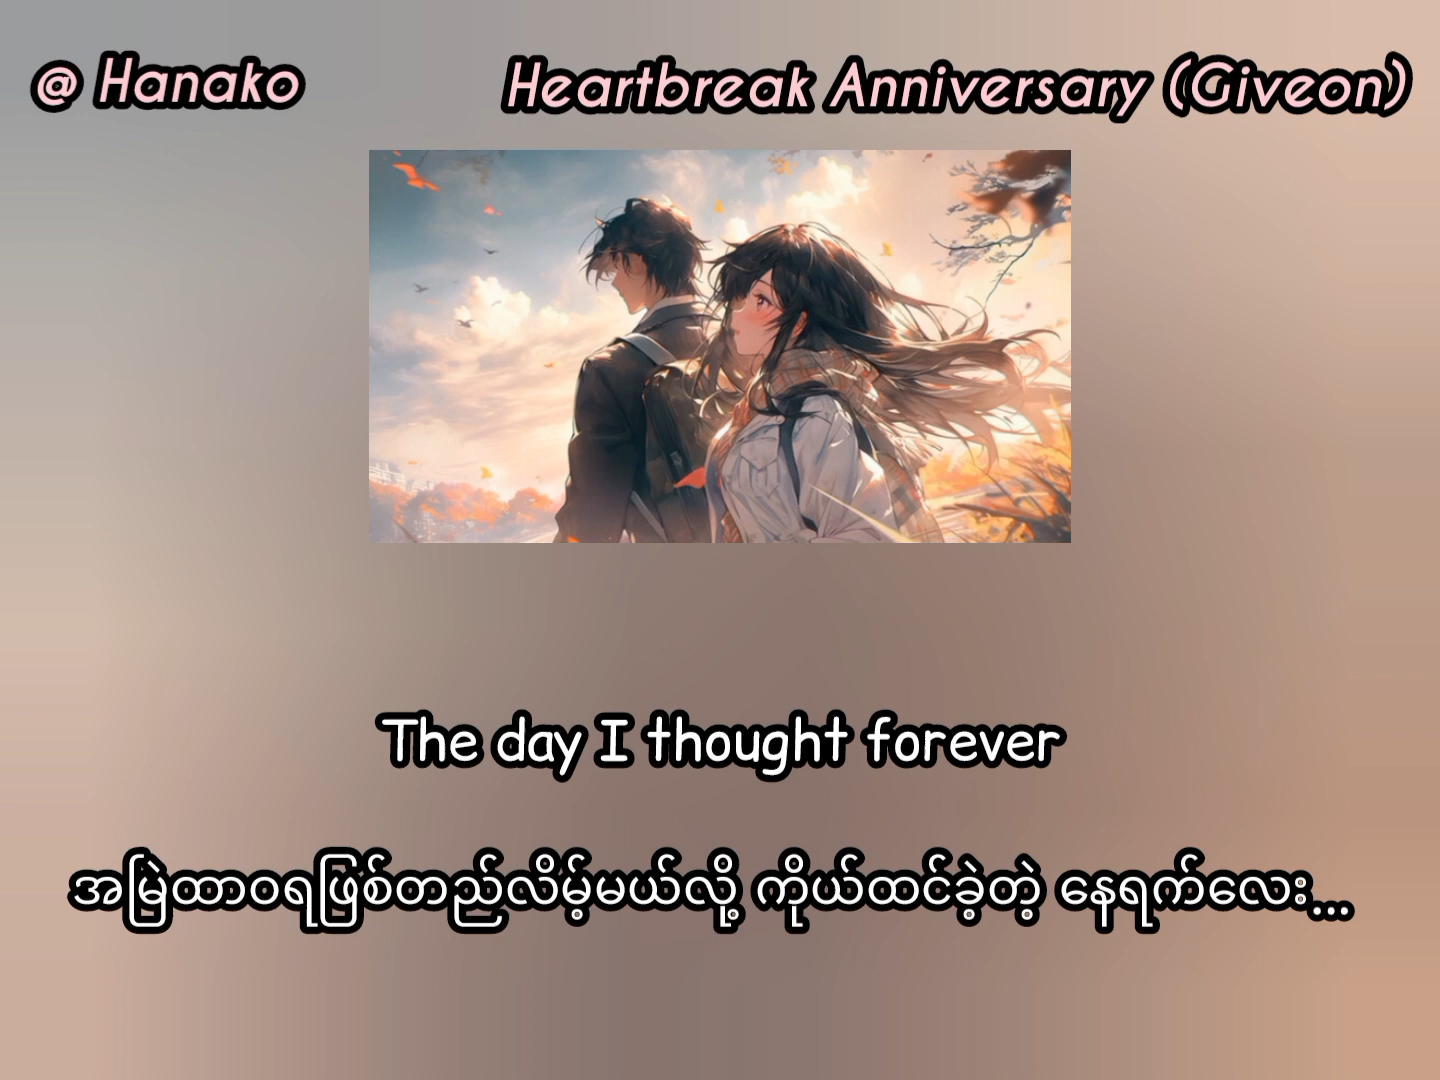 @ Hanako
Heartbreak Anniversary (Giveon)
The day I thought forever
အမြဲထာဝရဖြစ်တည်လိမ့်မယ်လို့ ကိုယ်ထင်ခဲ့တဲ့ နေရက်လေး...